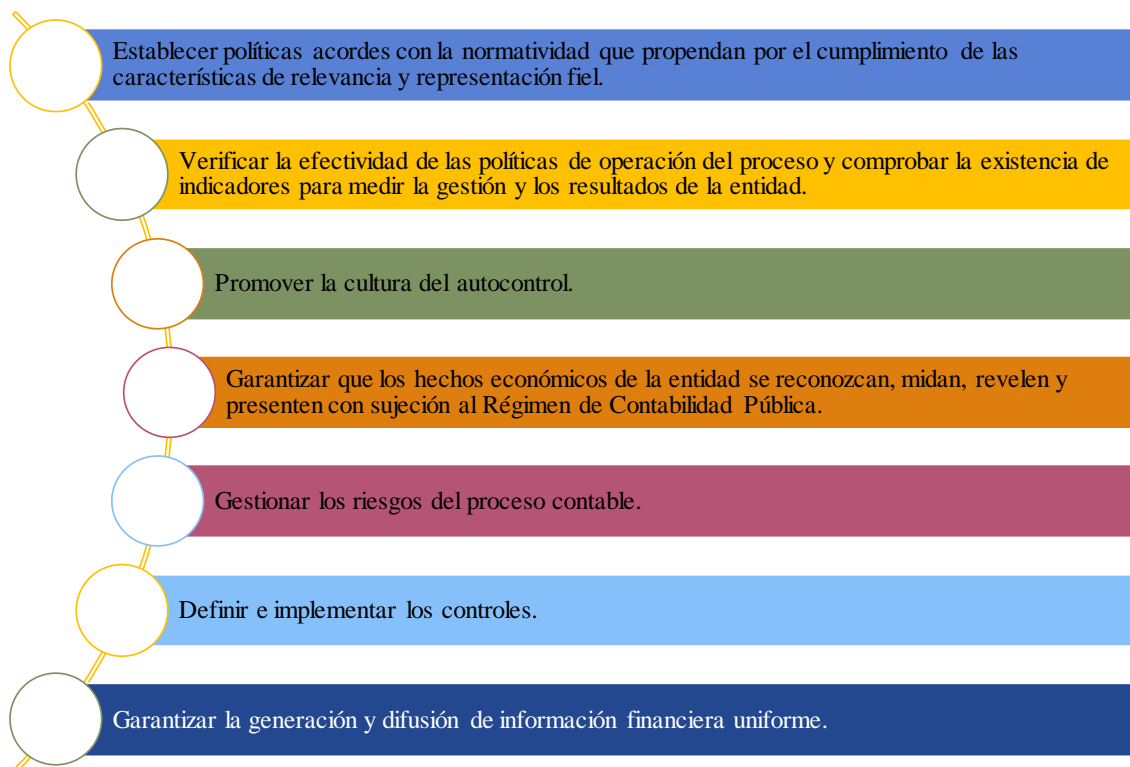 Establecer políticas acordes con la normatividad que propendan por el cumplimiento de las
características de relevancia y representación fiel.
Verificar la efectividad de las políticas de operación del proceso y comprobar la existencia de
indicadores para medir la gestión y los resultados de la entidad.
Promover la cultura del autocontrol.
Garantizar que los hechos económicos de la entidad se reconozcan, midan, revelen y
presenten con sujeción al Régimen de Contabilidad Pública.
Gestionar los riesgos del proceso contable.
Definir e implementar los controles.
Garantizar la generación y difusión de información financiera uniforme.